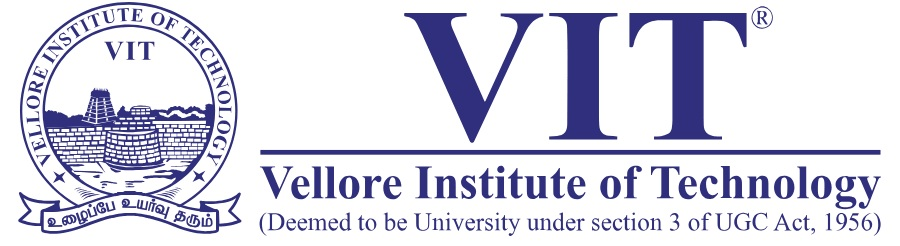 VELLORE INSTITUTE OF TECHNOLOGY
VIT
உழைப்பே உயர்வு தரும்
VIT®
Vellore Institute of Technology
(Deemed to be University under section 3 of UGC Act, 1956)